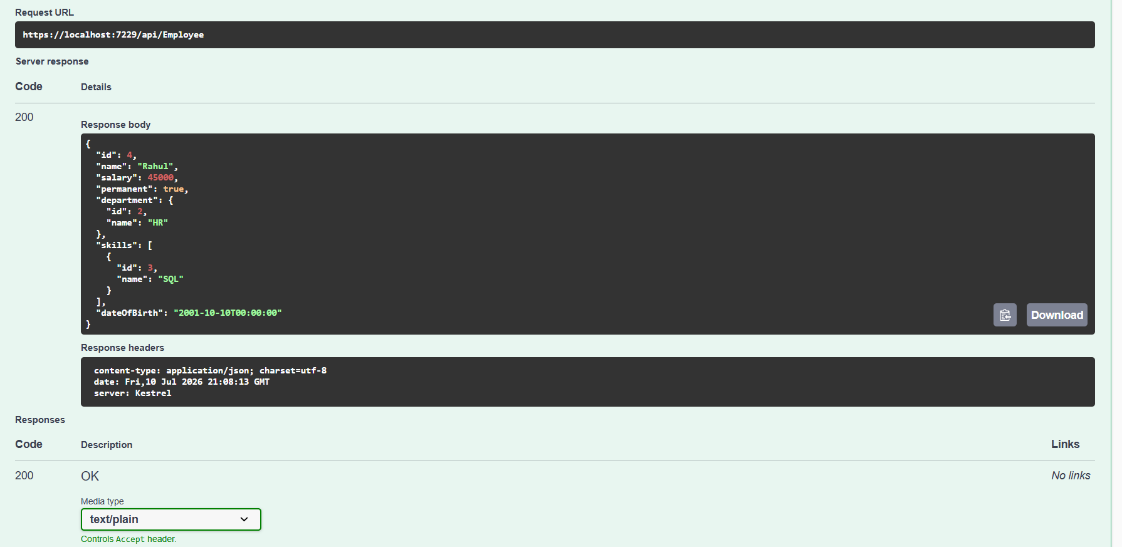 Request URL
https://localhost:7229/api/Employee
Server response
Code Details
200
Response body
{
  "id": 4,
  "name": "Rahul",
  "salary": 45000,
  "permanent": true,
  "department": {
    "id": 2,
    "name": "HR"
  },
  "skills": [
    {
      "id": 3,
      "name": "SQL"
    }
  ],
  "dateOfBirth": "2001-10-10T00:00:00"
}
Download
Response headers
content-type: application/json; charset=utf-8
date: Fri,10 Jul 2026 21:08:13 GMT
server: Kestrel
Responses
Code Description Links
200 OK No links
Media type
text/plain
Controls Accept header.